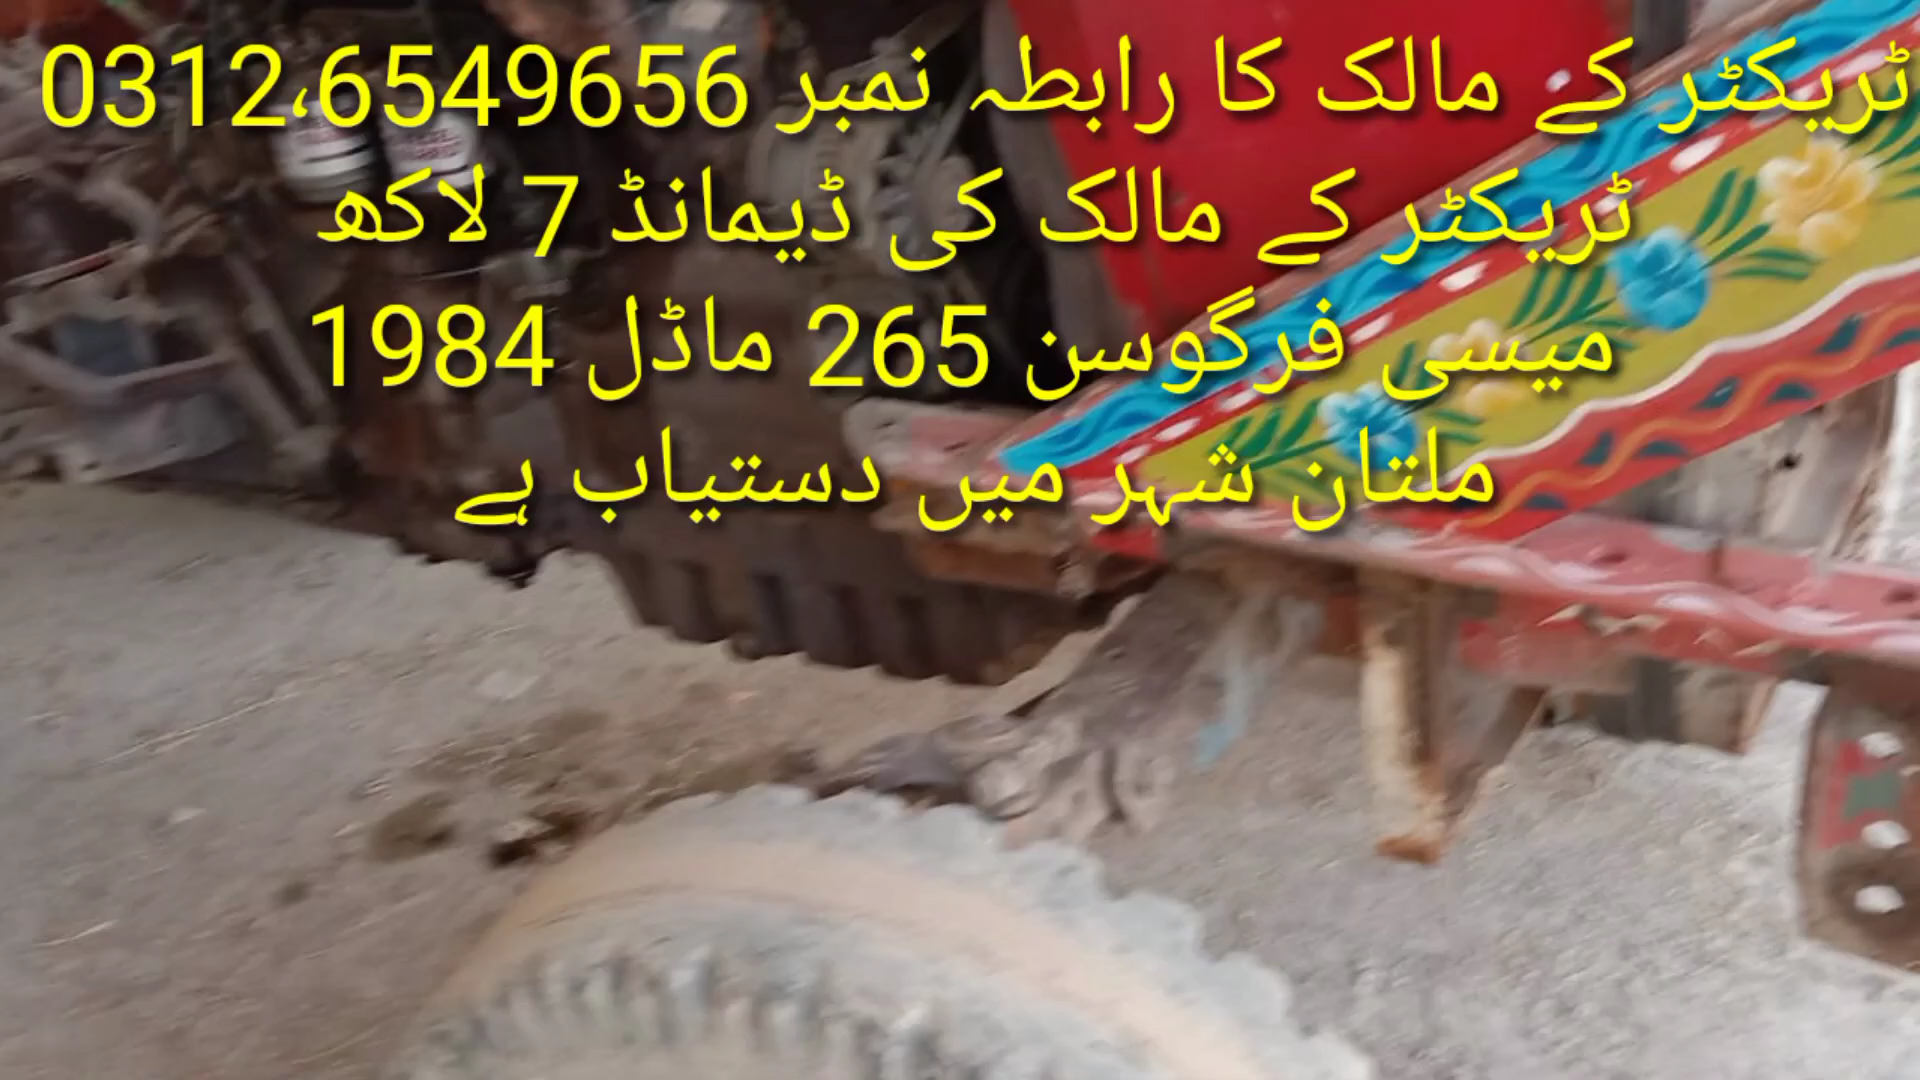 ٹریکٹر کے مالک کا رابطہ نمبر 0312،6549656
ٹریکٹر کے مالک کی ڈیمانڈ 7 لاکھ
میسی فرگوسن 265 ماڈل 1984
ملتان شہر میں دستیاب ہے